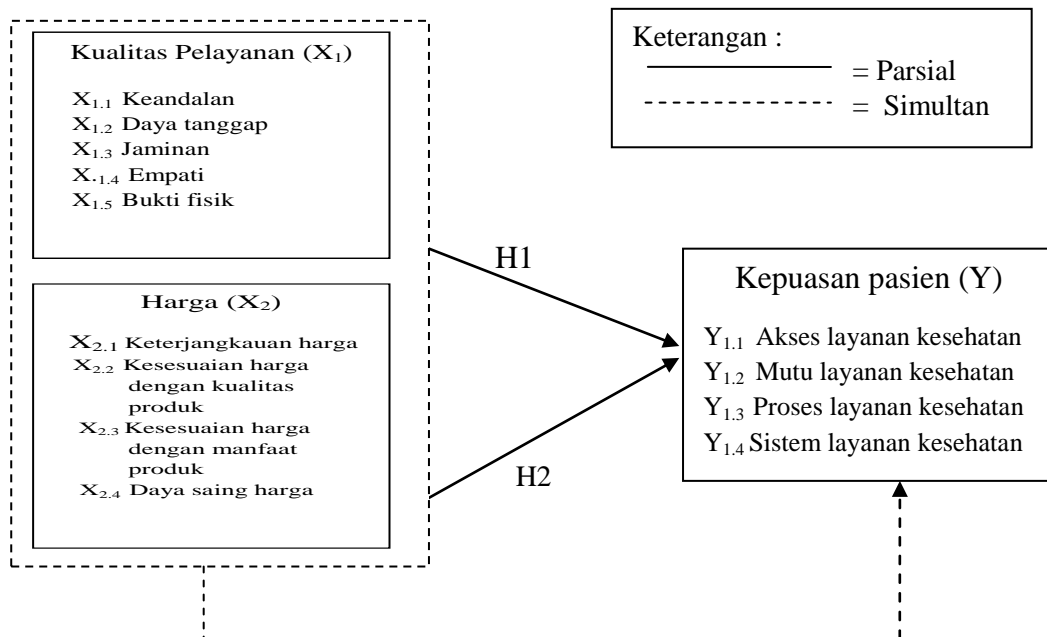 Kualitas Pelayanan (X₁)
X₁.₁ Keandalan
X₁.₂ Daya tanggap
X₁.₃ Jaminan
X.₁.₄ Empati
X₁.₅ Bukti fisik
Harga (X₂)
X₂.₁ Keterjangkauan harga
X₂.₂ Kesesuaian harga
dengan kualitas
produk
X₂.₃ Kesesuaian harga
dengan manfaat
produk
X₂.₄ Daya saing harga
Keterangan :
= Parsial
= Simultan
H1
H2
Kepuasan pasien (Y)
Y₁.₁ Akses layanan kesehatan
Y₁.₂ Mutu layanan kesehatan
Y₁.₃ Proses layanan kesehatan
Y₁.₄ Sistem layanan kesehatan